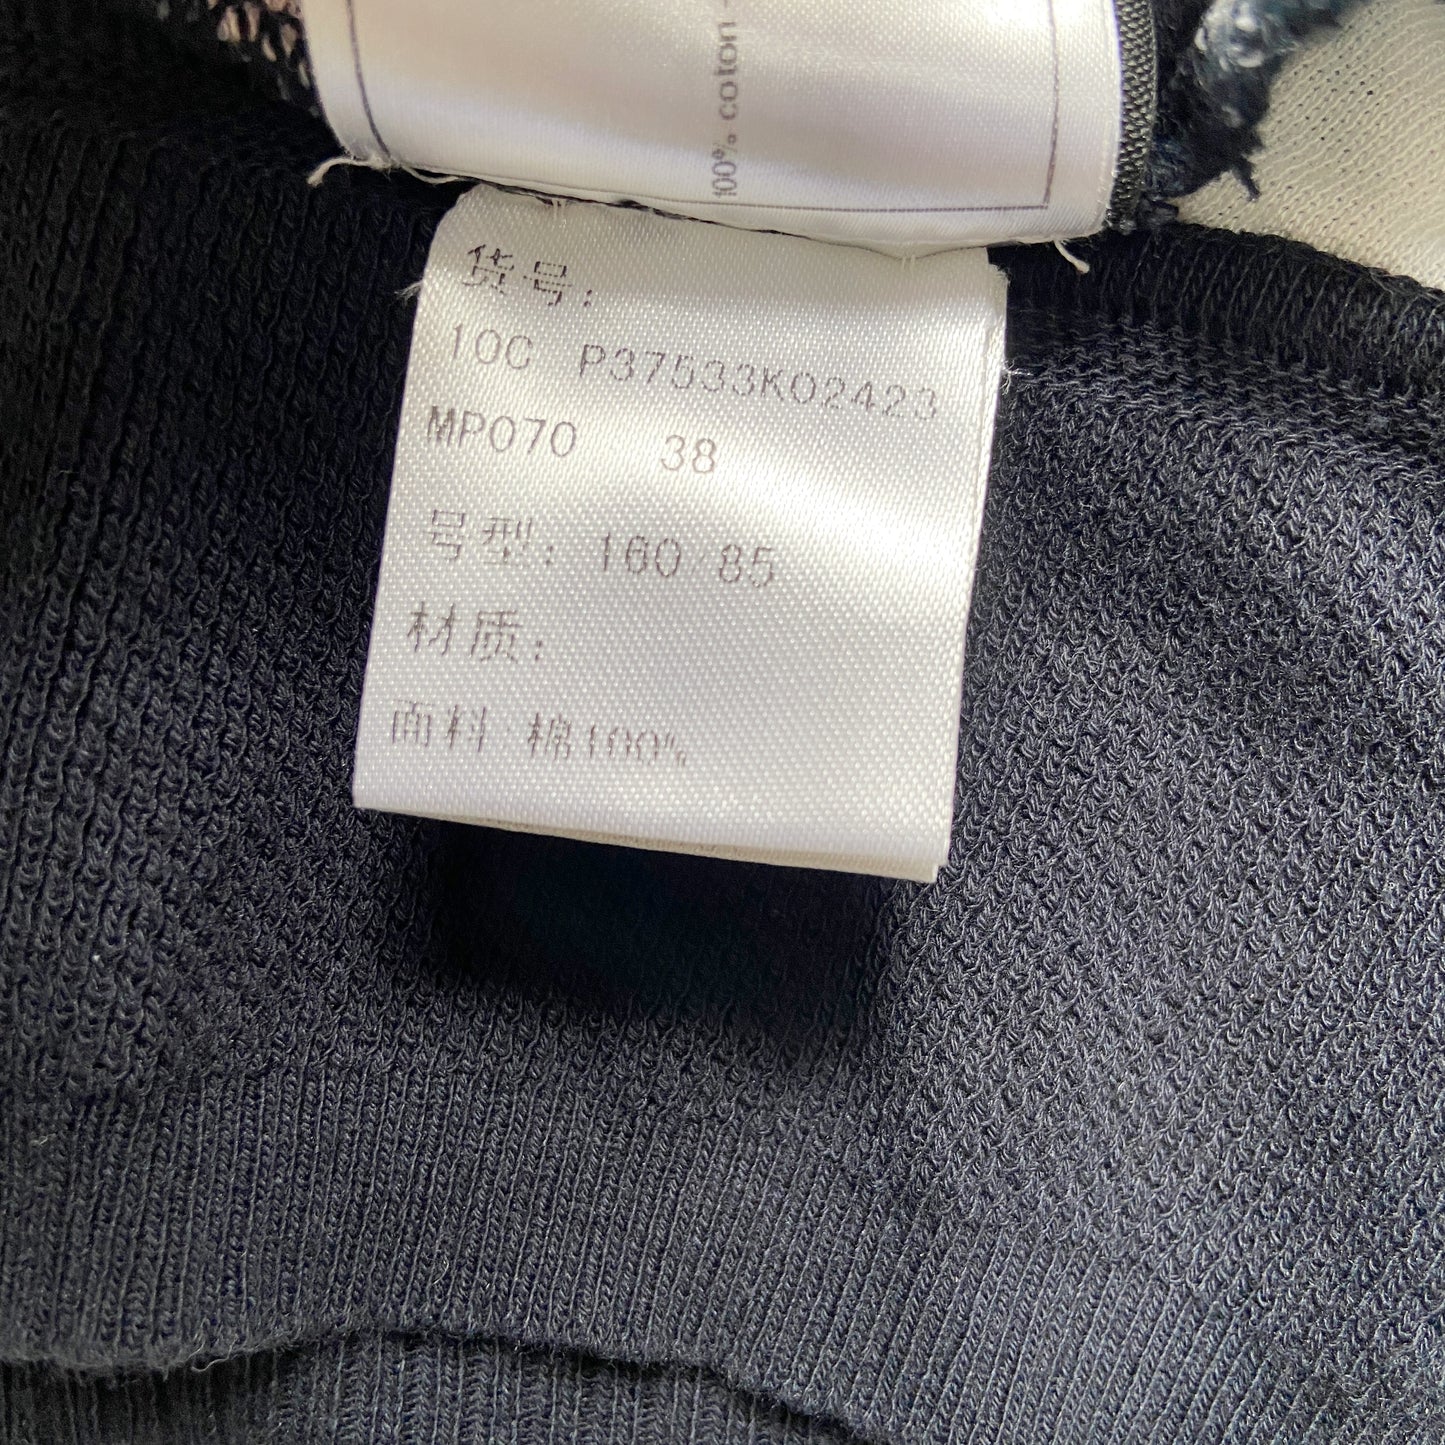 100% coton -
货号:
10C P37533K02423
MP070 38
号型: 160/85
材质:
面料:棉100%